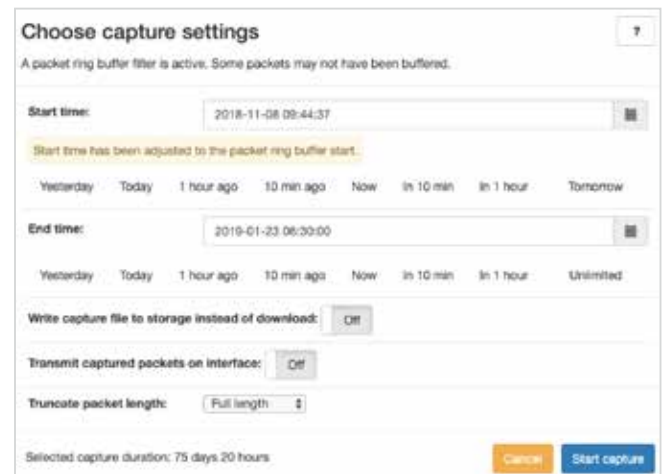 Choose capture settings
?
A packet ring buffer filter is active. Some packets may not have been buffered.
Start time: 2018-11-08 09:44:37
Start time has been adjusted to the packet ring buffer start.
Yesterday Today 1 hour ago 10 min ago Now In 10 min In 1 hour Tomorrow
End time: 2019-01-23 06:30:00
Yesterday Today 1 hour ago 10 min ago Now In 10 min In 1 hour Unlimited
Write capture file to storage instead of download: Off
Transmit captured packets on interface: Off
Truncate packet length: Full length
Selected capture duration: 75 days 20 hours
Cancel Start capture